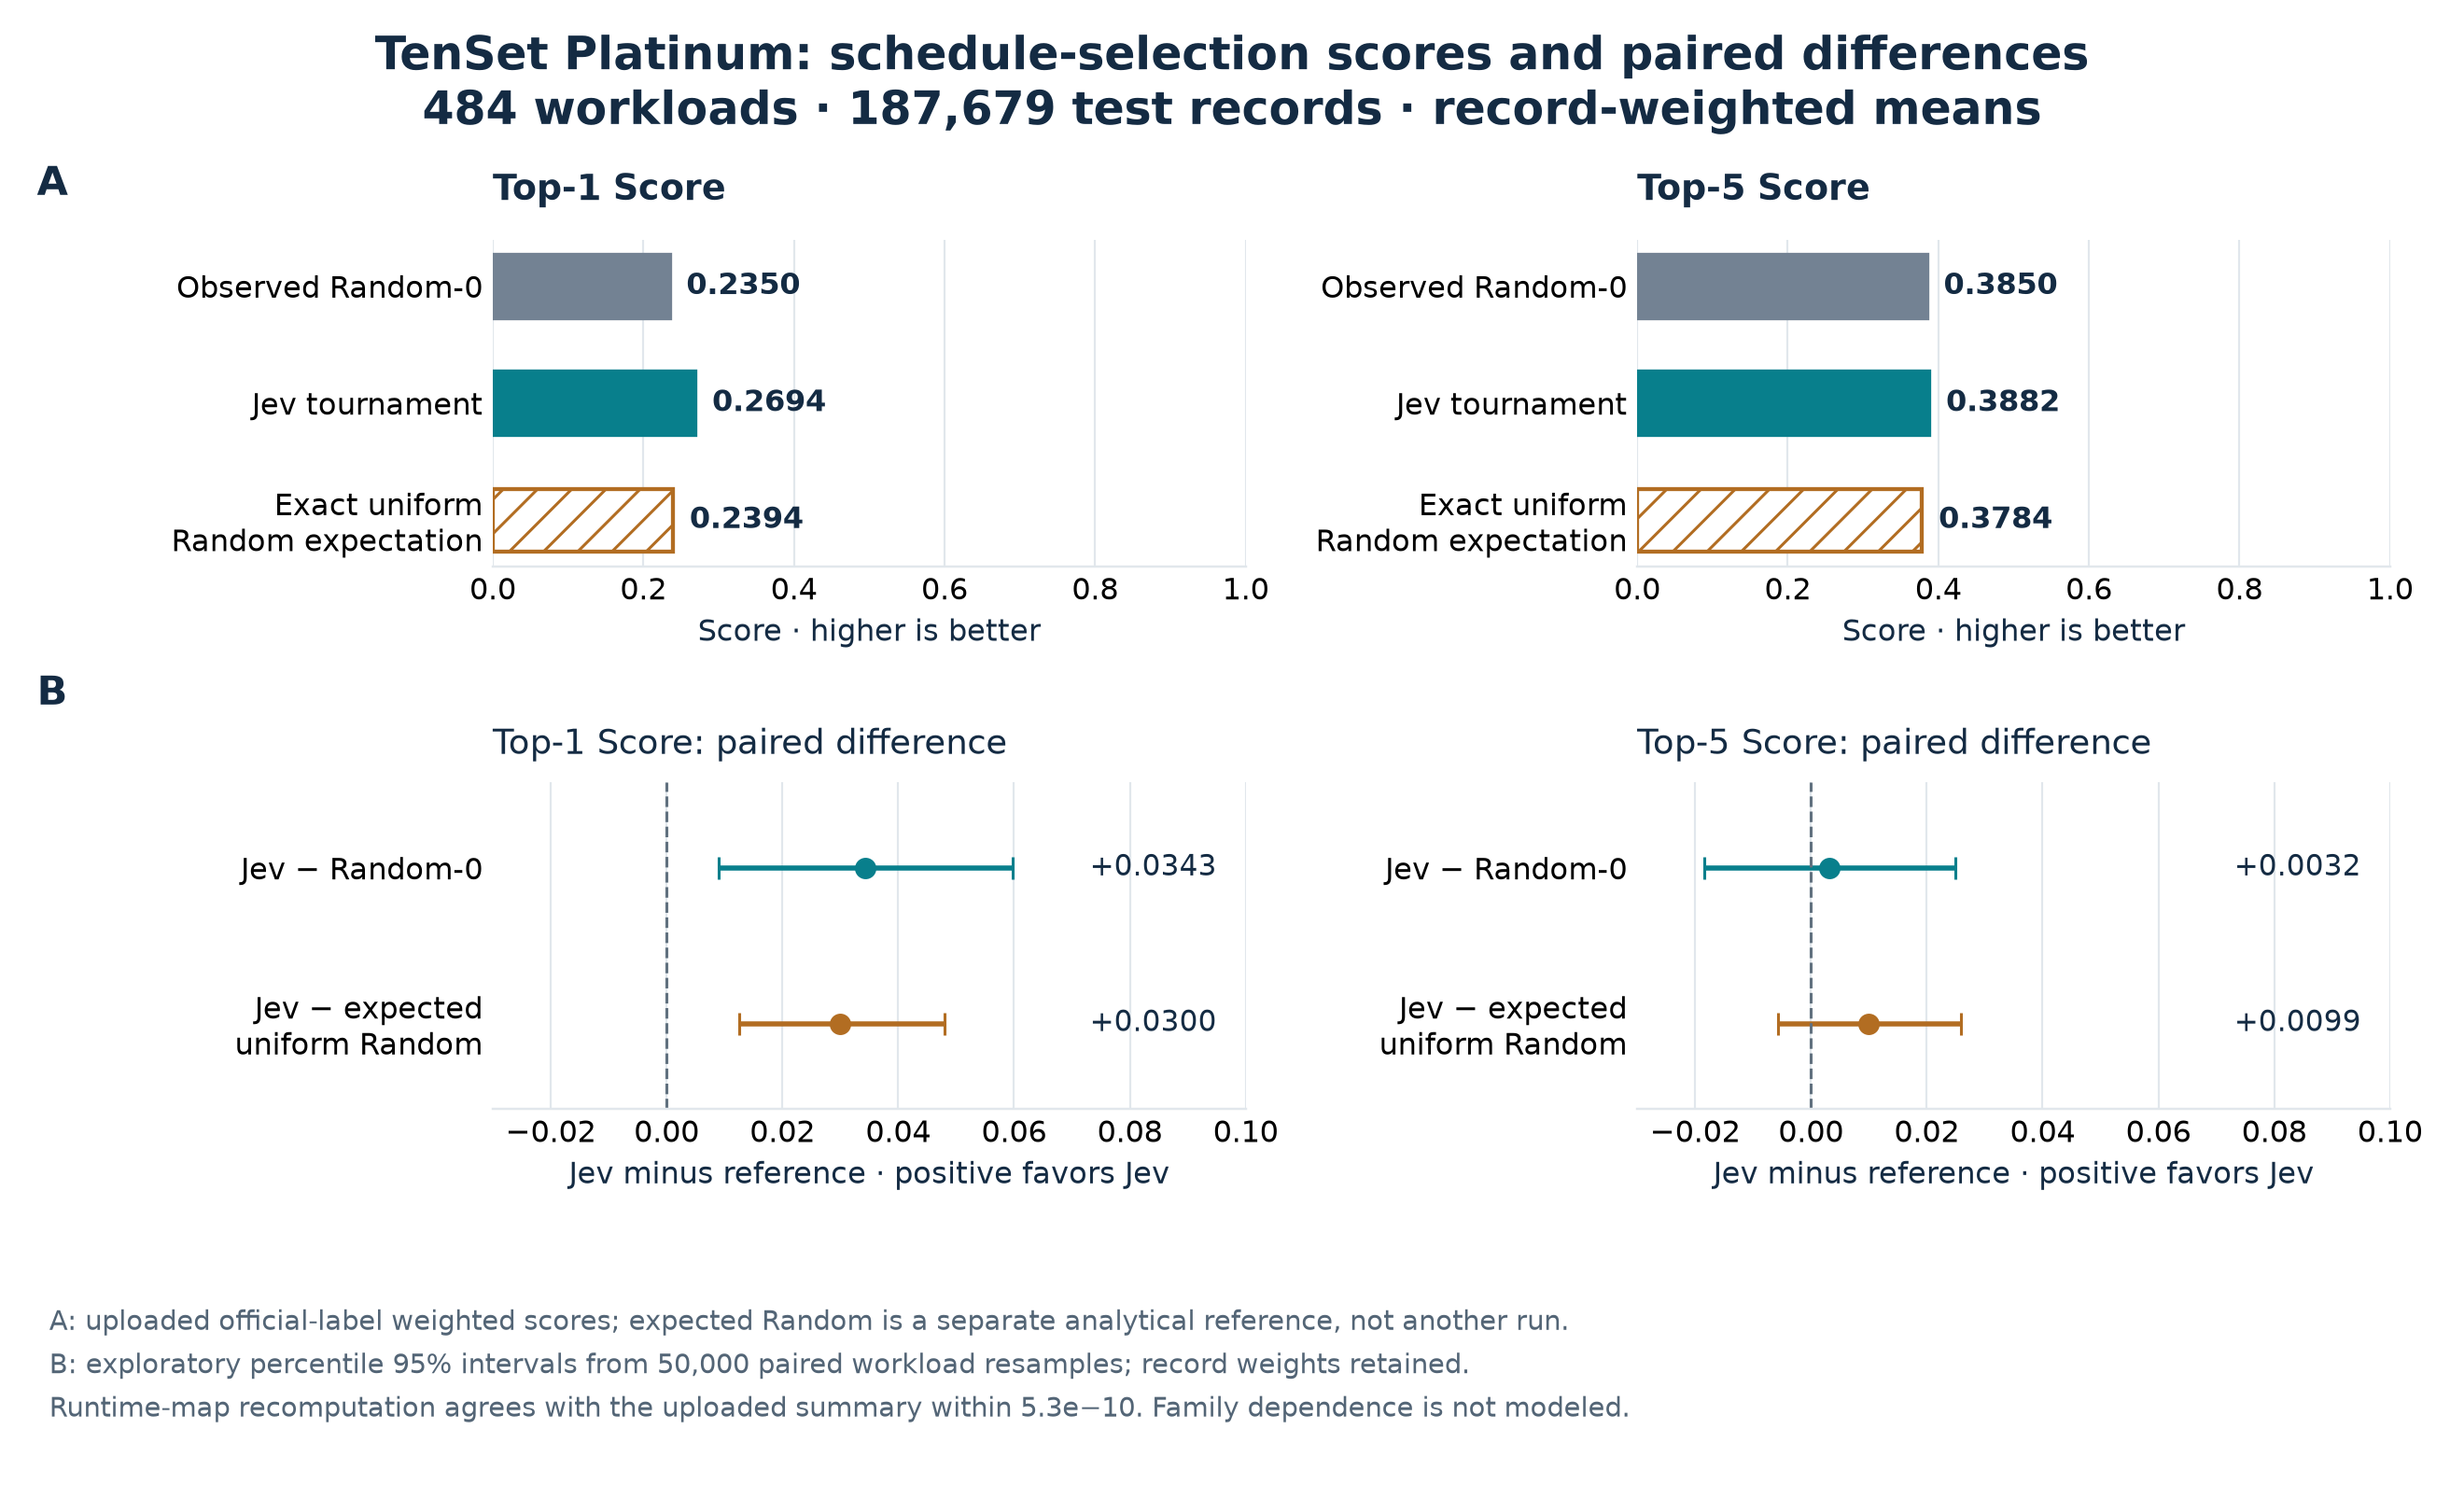 TenSet Platinum: schedule-selection scores and paired differences
484 workloads · 187,679 test records · record-weighted means
A
Top-1 Score
Observed Random-0
0.2350
Jev tournament
0.2694
Exact uniform
Random expectation
0.2394
0.0 0.2 0.4 0.6 0.8 1.0
Score · higher is better
Top-5 Score
Observed Random-0
0.3850
Jev tournament
0.3882
Exact uniform
Random expectation
0.3784
0.0 0.2 0.4 0.6 0.8 1.0
Score · higher is better
B
Top-1 Score: paired difference
Jev − Random-0
+0.0343
Jev − expected
uniform Random
+0.0300
−0.02 0.00 0.02 0.04 0.06 0.08 0.10
Jev minus reference · positive favors Jev
Top-5 Score: paired difference
Jev − Random-0
+0.0032
Jev − expected
uniform Random
+0.0099
−0.02 0.00 0.02 0.04 0.06 0.08 0.10
Jev minus reference · positive favors Jev
A: uploaded official-label weighted scores; expected Random is a separate analytical reference, not another run.
B: exploratory percentile 95% intervals from 50,000 paired workload resamples; record weights retained.
Runtime-map recomputation agrees with the uploaded summary within 5.3e−10. Family dependence is not modeled.